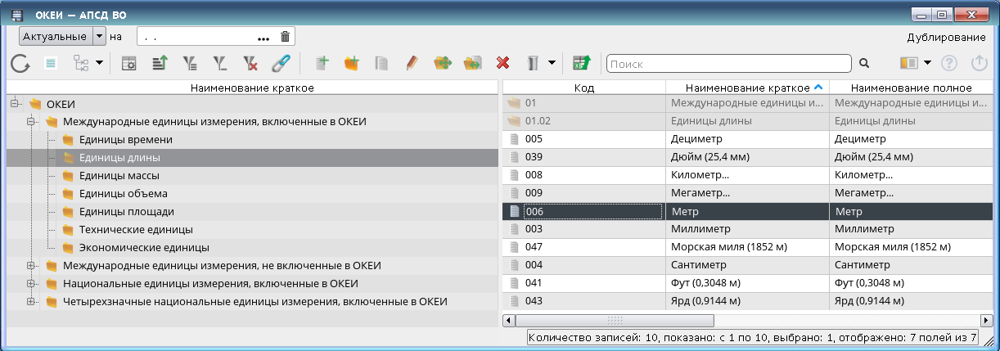 ОКЕИ — АПСД ВО
Актуальные на . . ... Дублирование
Поиск
Наименование краткое
ОКЕИ
Международные единицы измерения, включенные в ОКЕИ
Единицы времени
Единицы длины
Единицы массы
Единицы объема
Единицы площади
Технические единицы
Экономические единицы
Международные единицы измерения, не включенные в ОКЕИ
Национальные единицы измерения, включенные в ОКЕИ
Четырехзначные национальные единицы измерения, включенные в ОКЕИ
Код Наименование краткое Наименование полное
01 Международные единицы и... Международные единицы и...
01.02 Единицы длины Единицы длины
005 Дециметр Дециметр
039 Дюйм (25,4 мм) Дюйм (25,4 мм)
008 Километр... Километр...
009 Мегаметр... Мегаметр...
006 Метр Метр
003 Миллиметр Миллиметр
047 Морская миля (1852 м) Морская миля (1852 м)
004 Сантиметр Сантиметр
041 Фут (0,3048 м) Фут (0,3048 м)
043 Ярд (0,9144 м) Ярд (0,9144 м)
Количество записей: 10, показано: с 1 по 10, выбрано: 1, отображено: 7 полей из 7